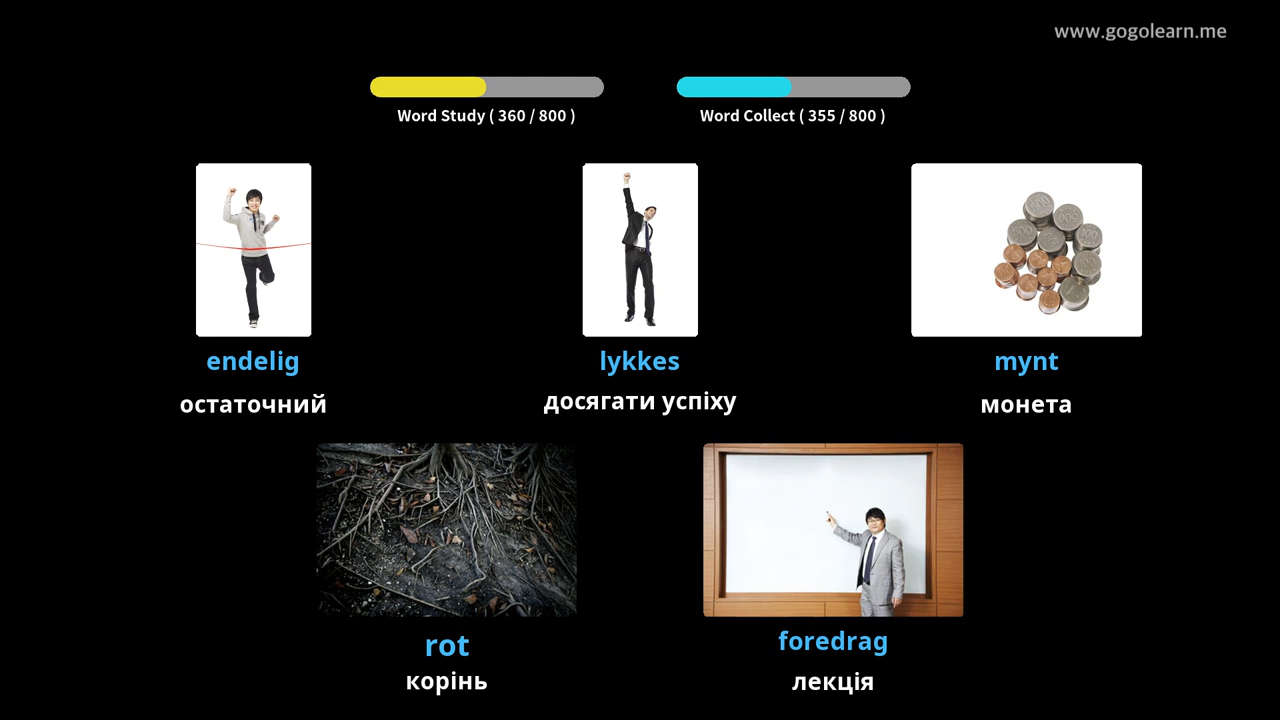 www.gogolearn.me
Word Study ( 360 / 800 )
Word Collect ( 355 / 800 )
endelig
lykkes
mynt
остаточний
досягати успіху
монета
rot
foredrag
корінь
лекція